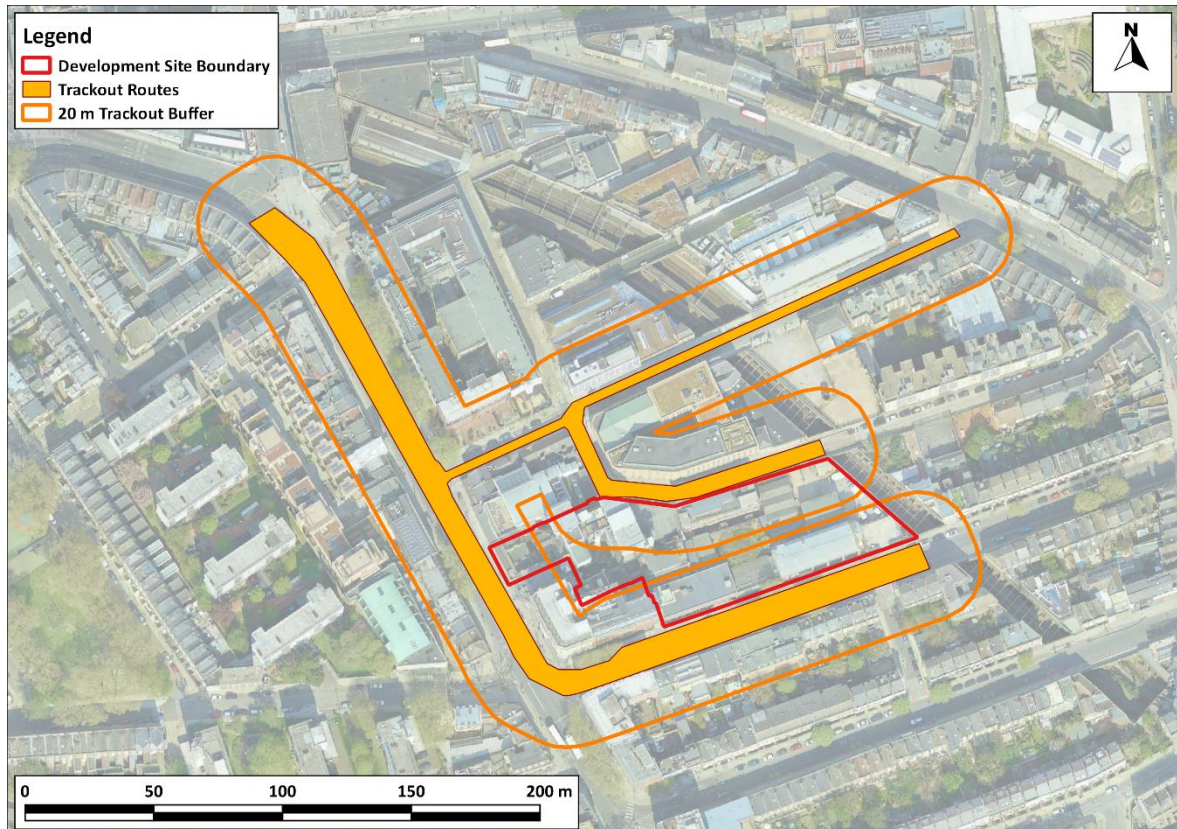 Legend
Development Site Boundary
Trackout Routes
20 m Trackout Buffer
N
0 50 100 150 200 m